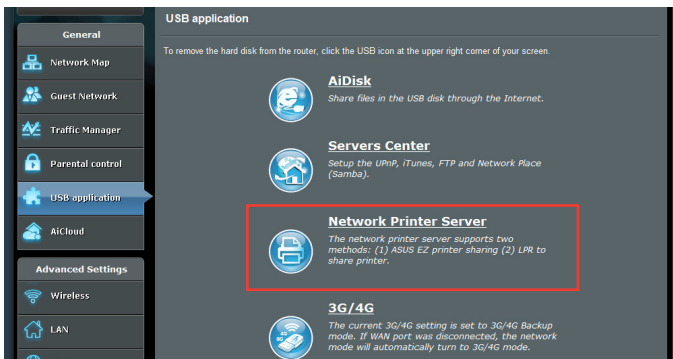 General
Network Map
Guest Network
Traffic Manager
Parental control
USB application
AiCloud
Advanced Settings
Wireless
LAN
USB application
To remove the hard disk from the router, click the USB icon at the upper right corner of your screen.
AiDisk
Share files in the USB disk through the Internet.
Servers Center
Setup the UPnP, iTunes, FTP and Network Place
(Samba).
Network Printer Server
The network printer server supports two
methods: (1) ASUS EZ printer sharing (2) LPR to
share printer.
3G/4G
The current 3G/4G setting is set to 3G/4G Backup
mode. If WAN port was disconnected, the network
mode will automatically turn to 3G/4G mode.